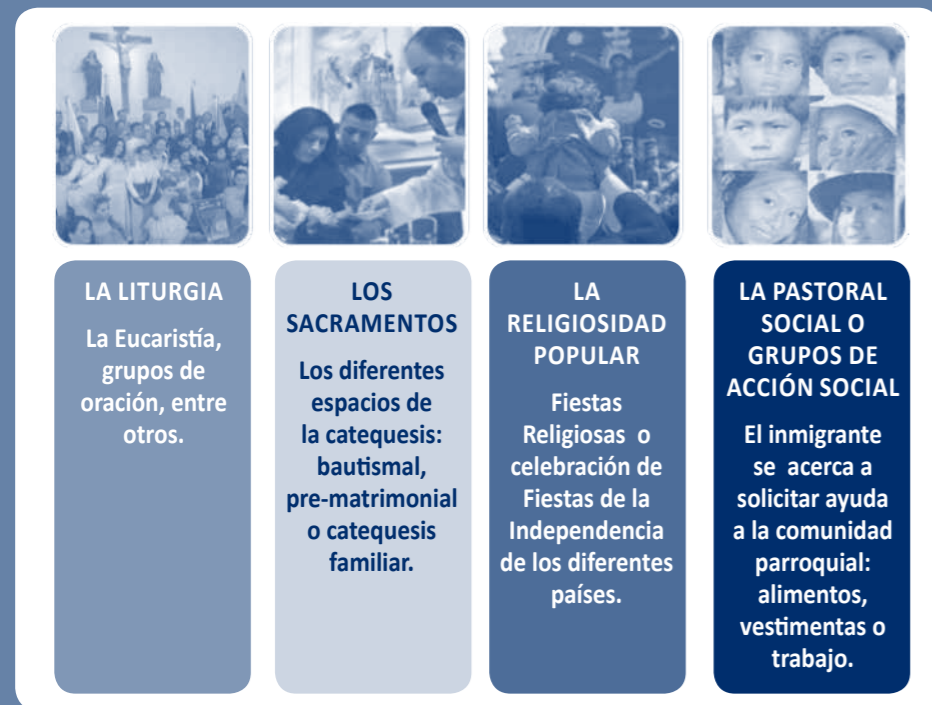 LA LITURGIA
La Eucaristía,
grupos de
oración, entre
otros.
LOS
SACRAMENTOS
Los diferentes
espacios de
la catequesis:
bautismal,
pre-matrimonial
o catequesis
familiar.
LA
RELIGIOSIDAD
POPULAR
Fiestas
Religiosas o
celebración de
Fiestas de la
Independencia
de los diferentes
países.
LA PASTORAL
SOCIAL O
GRUPOS DE
ACCIÓN SOCIAL
El inmigrante
se acerca a
solicitar ayuda
a la comunidad
parroquial:
alimentos,
vestimentas o
trabajo.